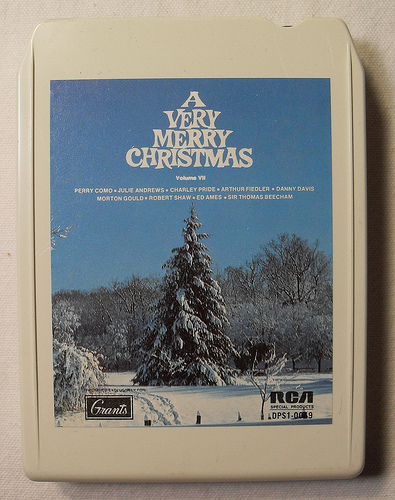 A
VERY
MERRY
CHRISTMAS
Volume VII
PERRY COMO • JULIE ANDREWS • CHARLEY PRIDE • ARTHUR FIEDLER • DANNY DAVIS
MORTON GOULD • ROBERT SHAW • ED AMES • SIR THOMAS BEECHAM
Grants
RCA
SPECIAL PRODUCTS